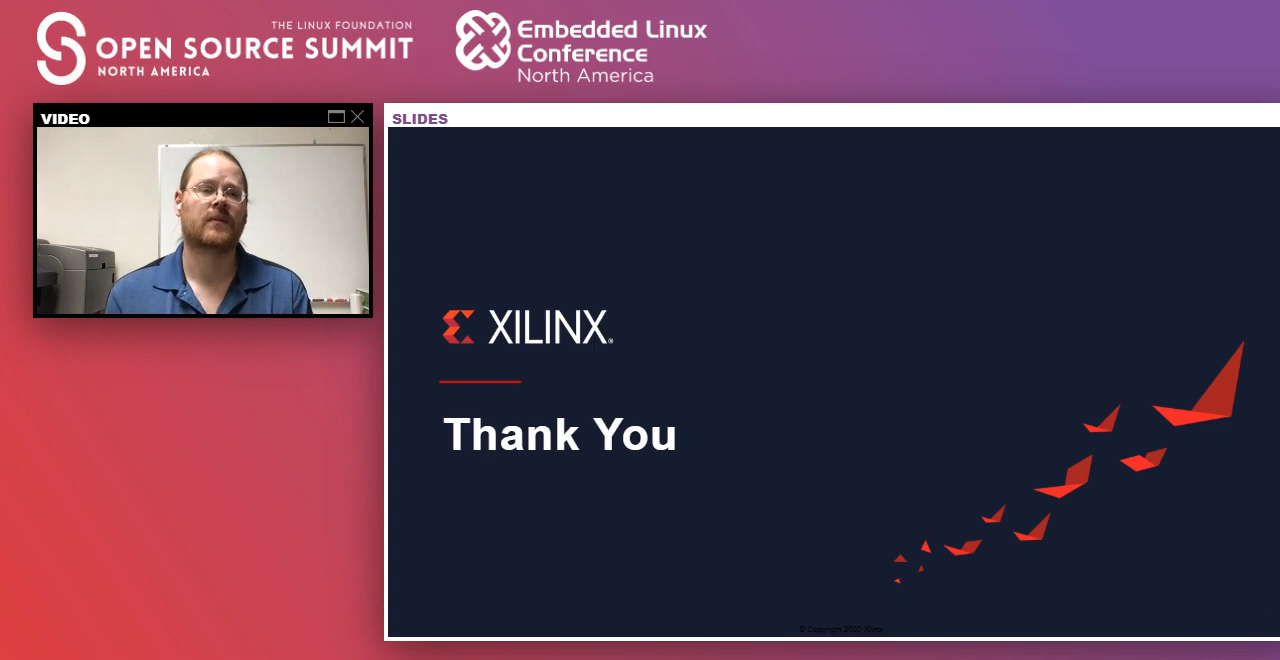 THE LINUX FOUNDATION
OPEN SOURCE SUMMIT
NORTH AMERICA
Embedded Linux
Conference
North America
VIDEO
SLIDES
XILINX®
Thank You
© Copyright 2020 Xilinx